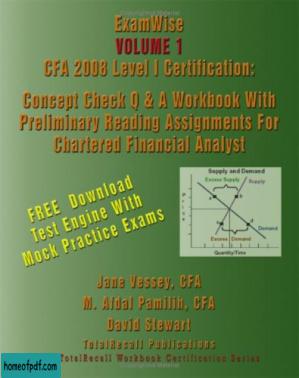 ExamWise
VOLUME 1
CFA 2008 Level I Certification:
Concept Check Q & A Workbook With
Preliminary Reading Assignments For
Chartered Financial Analyst
FREE Download
Test Engine With
Mock Practice Exams
Supply and Demand
Excess Supply
Supply
Price
a
b
d
Demand
Excess Demand
Quantity/Time
Jane Vessey, CFA
M. Afdal Pamilih, CFA
David Stewart
TotalRecall Publications
TotalRecall Workbook Certification Series
homeofpdf.com